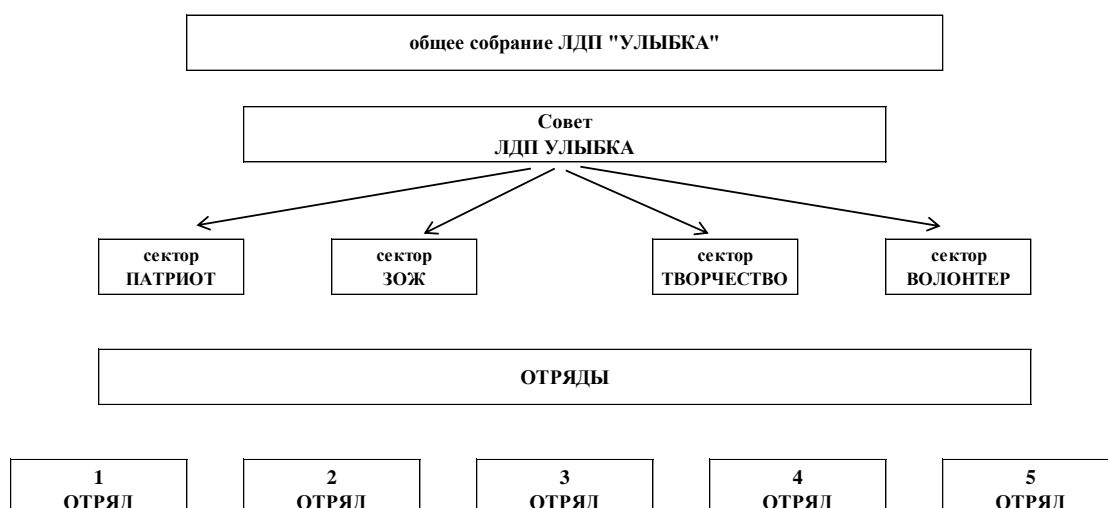 общее собрание ЛДП "УЛЫБКА"
Совет
ЛДП УЛЫБКА
сектор
ПАТРИОТ
сектор
ЗОЖ
сектор
ТВОРЧЕСТВО
сектор
ВОЛОНТЕР
ОТРЯДЫ
1
ОТРЯД
2
ОТРЯД
3
ОТРЯД
4
ОТРЯД
5
ОТРЯД